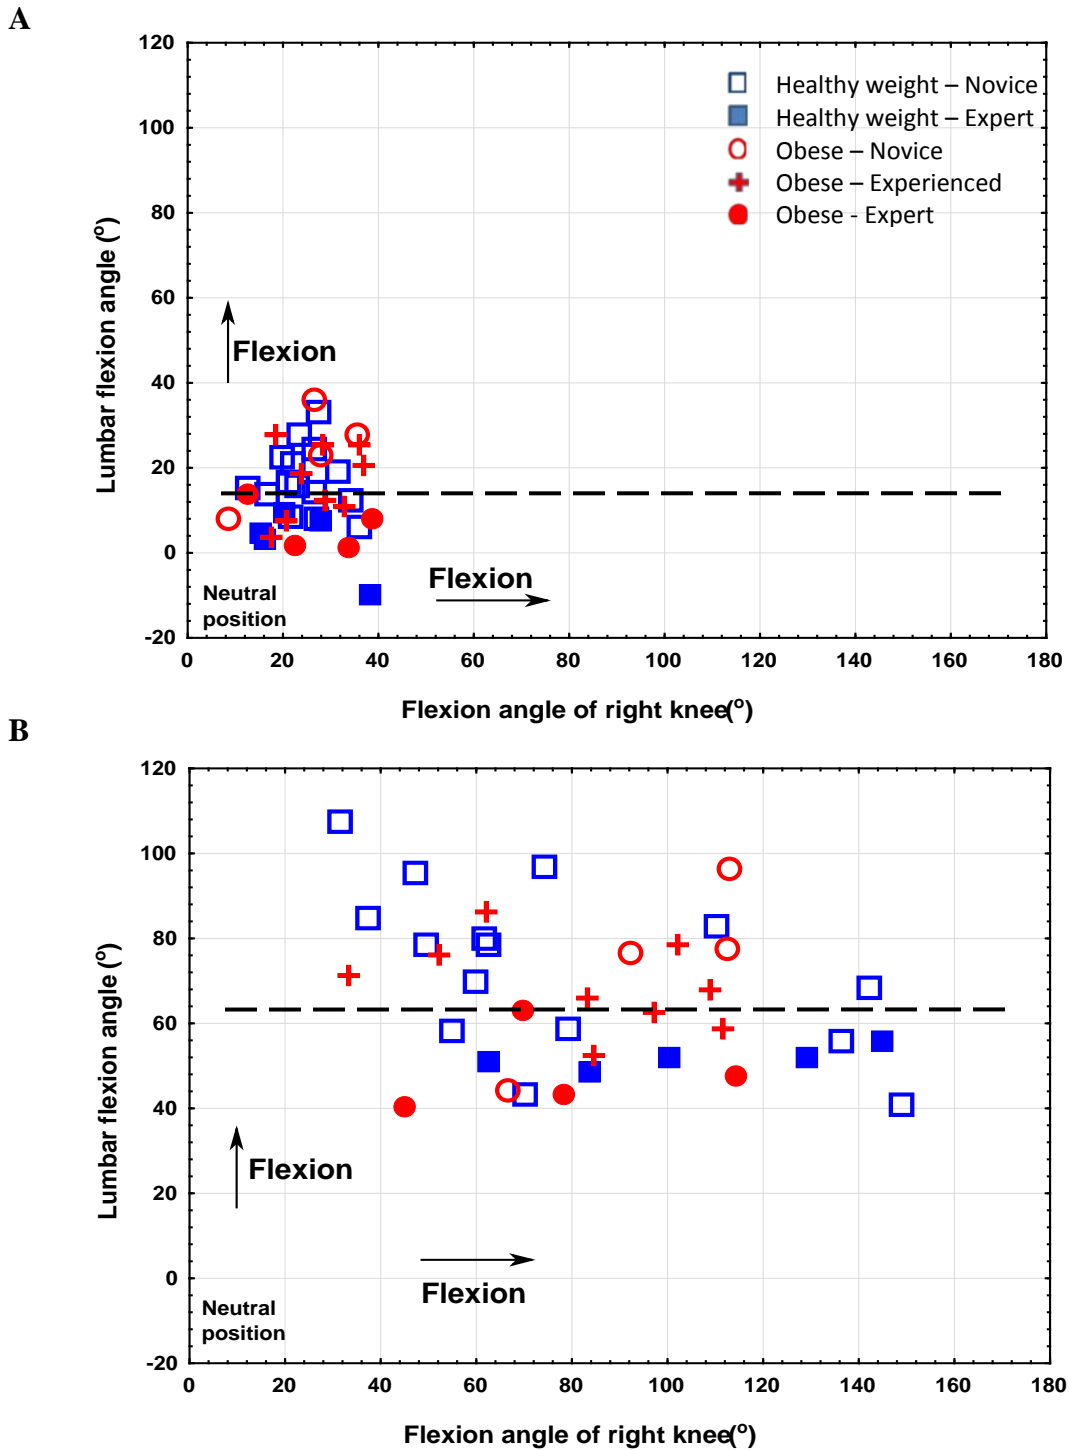 A
120
100
80
60
40
20
0
-20
Lumbar flexion angle (o)
Healthy weight – Novice
Healthy weight – Expert
Obese – Novice
Obese – Experienced
Obese - Expert
Flexion
Flexion
Neutral
position
0 20 40 60 80 100 120 140 160 180
Flexion angle of right knee(o)
B
120
100
80
60
40
20
0
-20
Lumbar flexion angle (o)
Flexion
Flexion
Neutral
position
0 20 40 60 80 100 120 140 160 180
Flexion angle of right knee(o)